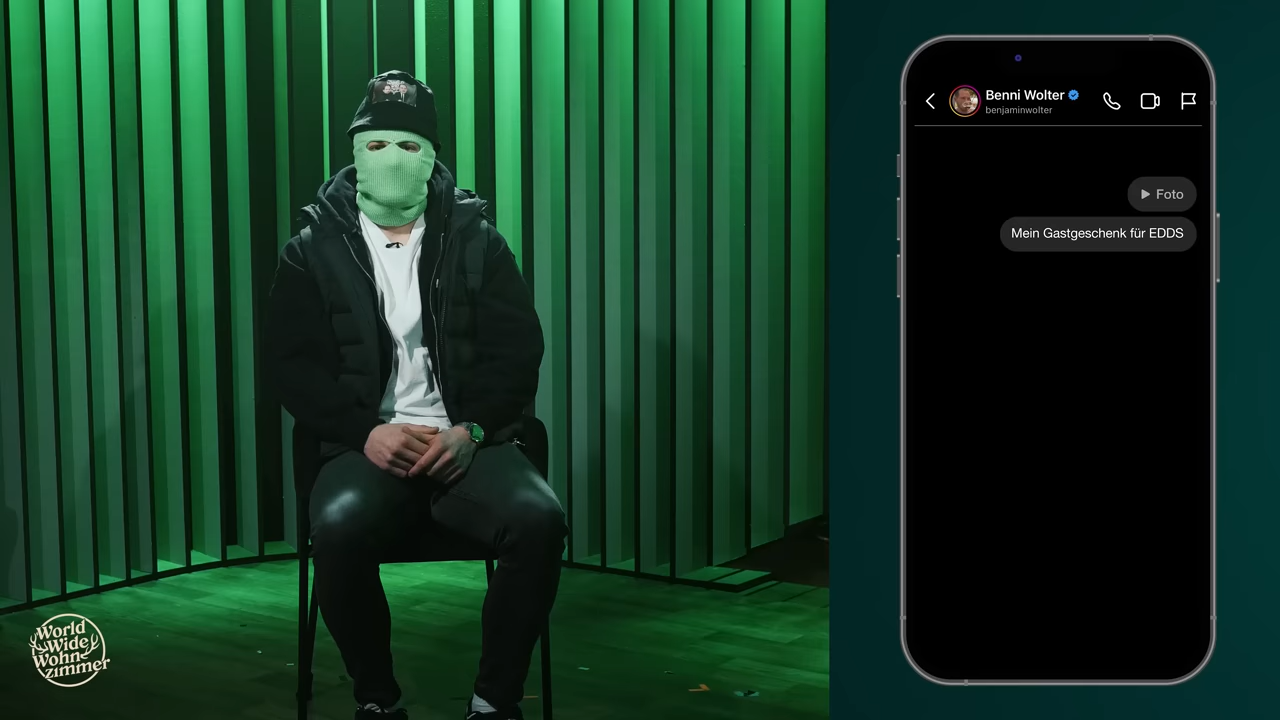 World
Wide
Wohn-
zimmer
Benni Wolter
benjaminwolter
Foto
Mein Gastgeschenk für EDDS